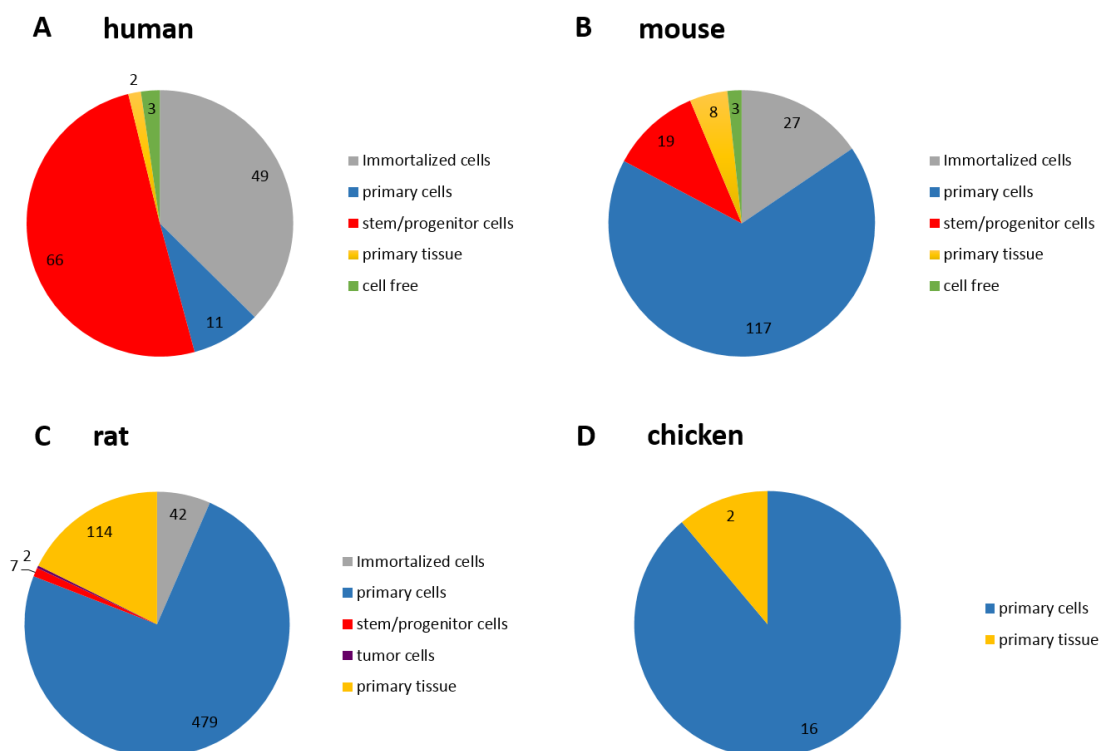 A human
2
3
49
66
11
Immortalized cells
primary cells
stem/progenitor cells
primary tissue
cell free
B mouse
8
3
27
19
117
Immortalized cells
primary cells
stem/progenitor cells
primary tissue
cell free
C rat
42
114
2
7
479
Immortalized cells
primary cells
stem/progenitor cells
tumor cells
primary tissue
D chicken
2
16
primary cells
primary tissue